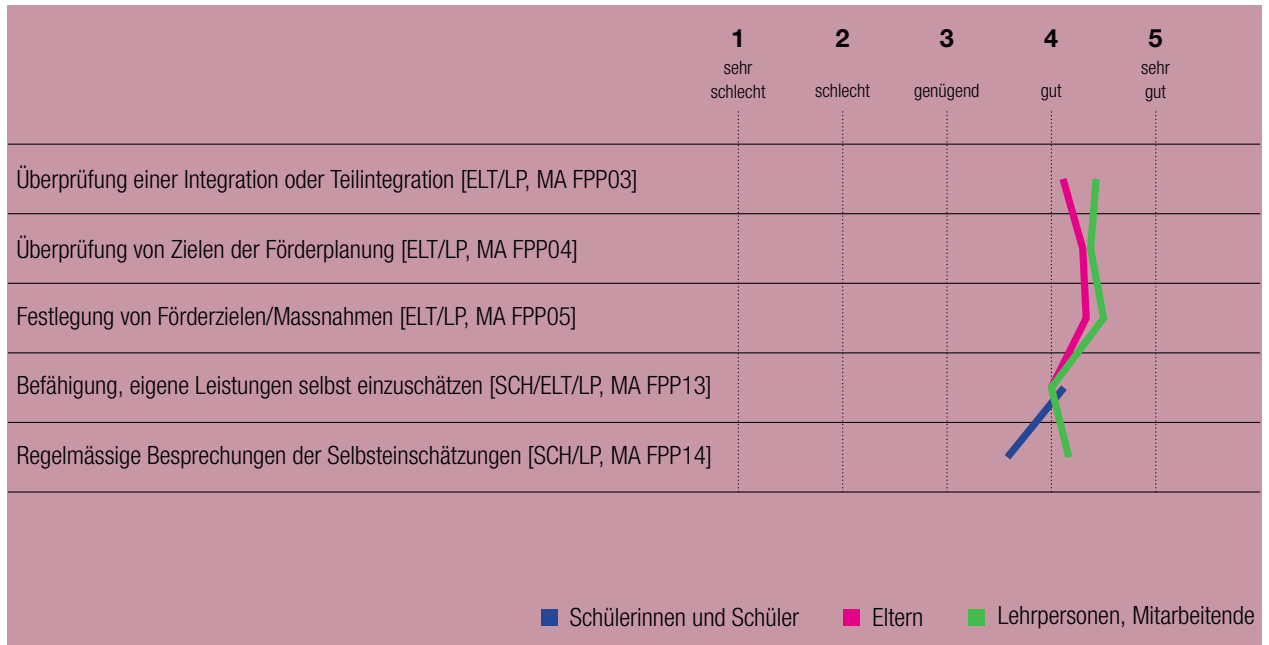 1 2 3 4 5
sehr schlecht schlecht genügend gut sehr gut
Überprüfung einer Integration oder Teilintegration [ELT/LP, MA FPP03]
Überprüfung von Zielen der Förderplanung [ELT/LP, MA FPP04]
Festlegung von Förderzielen/Massnahmen [ELT/LP, MA FPP05]
Befähigung, eigene Leistungen selbst einzuschätzen [SCH/ELT/LP, MA FPP13]
Regelmässige Besprechungen der Selbsteinschätzungen [SCH/LP, MA FPP14]
Schülerinnen und Schüler Eltern Lehrpersonen, Mitarbeitende